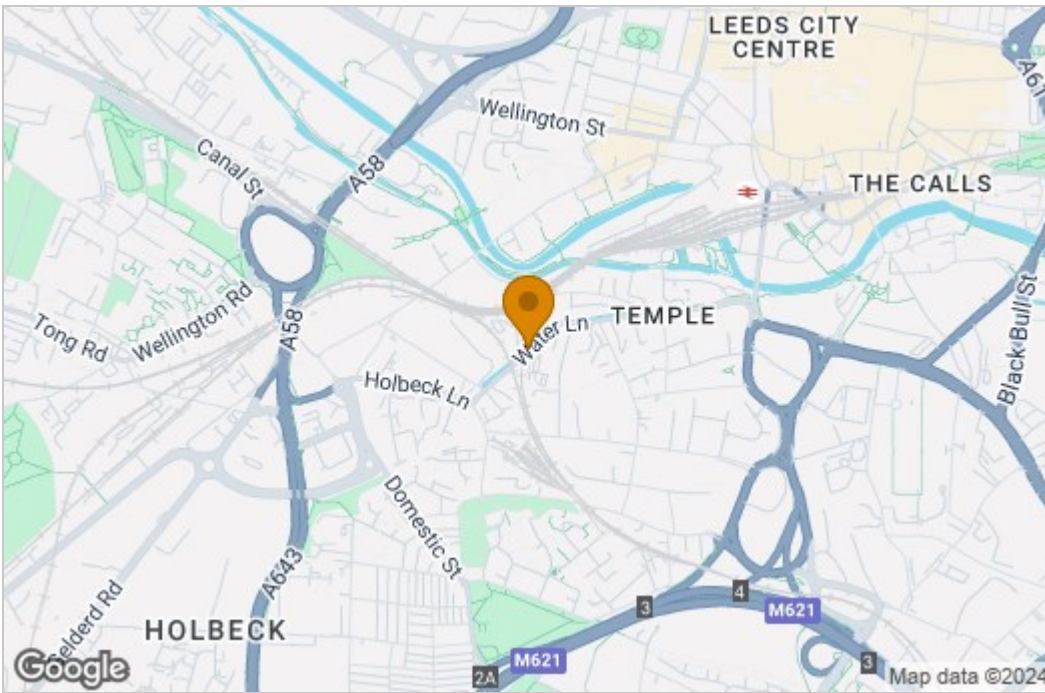 LEEDS CITY
CENTRE
A61
Wellington St
Canal St
A58
THE CALLS
Wellington Rd
A58
Tong Rd
Water Ln
TEMPLE
Black Bull St
Holbeck Ln
Domestic St
A643
Gelderd Rd
HOLBECK
3
4
M621
M621
2A
3
Google
Map data ©2024